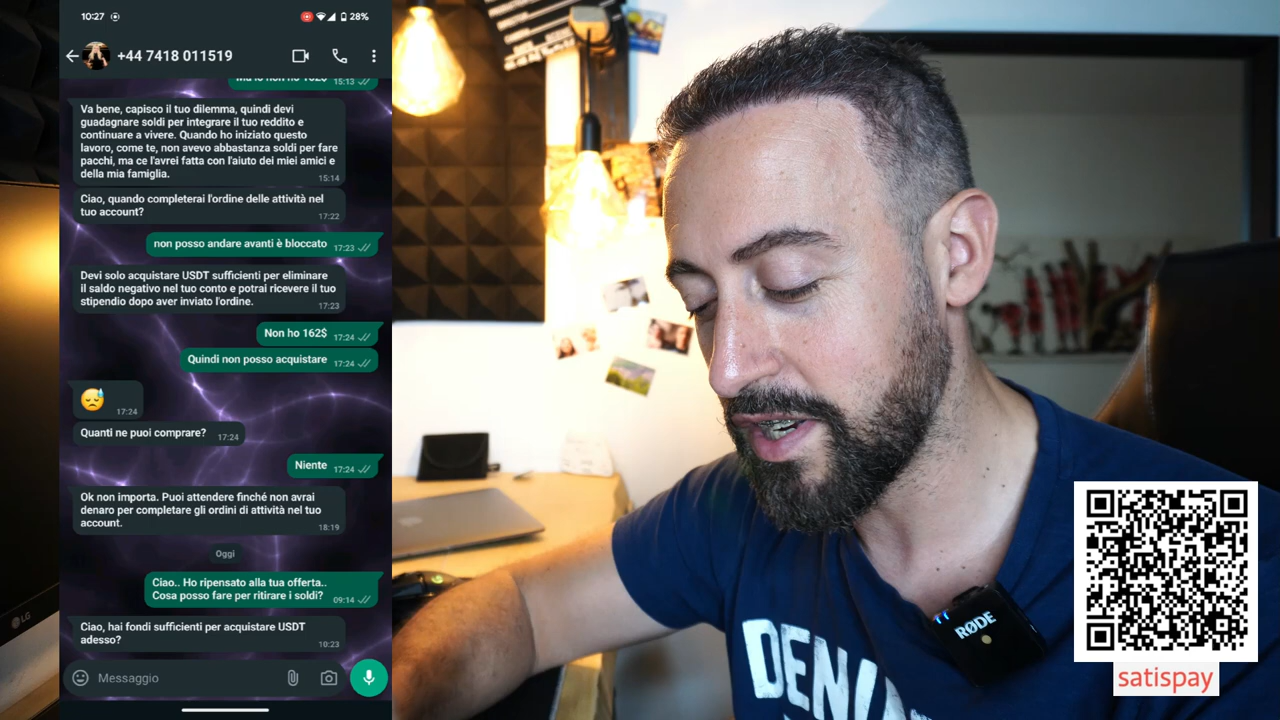 10:27
28%
+44 7418 011519
Ma io non ho 162$ 15:13
Va bene, capisco il tuo dilemma, quindi devi
guadagnare soldi per integrare il tuo reddito e
continuare a vivere. Quando ho iniziato questo
lavoro, come te, non avevo abbastanza soldi per fare
pacchi, ma ce l'avrei fatta con l'aiuto dei miei amici e
della mia famiglia.
15:14
Ciao, quando completerai l'ordine delle attività nel
tuo account?
17:22
non posso andare avanti è bloccato 17:23
Devi solo acquistare USDT sufficienti per eliminare
il saldo negativo nel tuo conto e potrai ricevere il tuo
stipendio dopo aver inviato l'ordine.
17:23
Non ho 162$ 17:24
Quindi non posso acquistare 17:24
17:24
Quanti ne puoi comprare? 17:24
Niente 17:24
Ok non importa. Puoi attendere finché non avrai
denaro per completare gli ordini di attività nel tuo
account.
18:19
Oggi
Ciao.. Ho ripensato alla tua offerta..
Cosa posso fare per ritirare i soldi? 09:14
Ciao, hai fondi sufficienti per acquistare USDT
adesso?
10:23
Messaggio
LG
RØDE
satispay